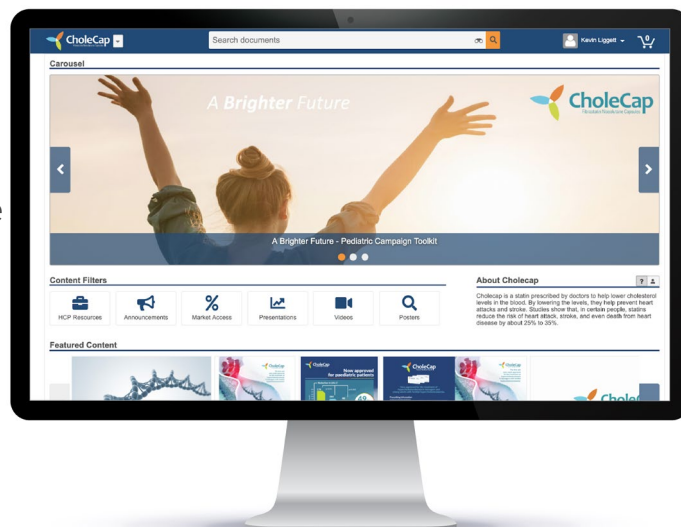 CholeCap
Search documents
Kevin Liggett
0
Carousel
A Brighter Future
CholeCap
e
A Brighter Future - Pediatric Campaign Toolkit
Content Filters
HCP Resources
Announcements
Market Access
Presentations
Videos
Posters
About Cholecap
?
Cholecap is a statin prescribed by doctors to help lower cholesterol
levels in the blood. By lowering the levels, they help prevent heart
attacks and stroke. Studies show that, in certain people, statins
reduce the risk of heart attack, stroke, and even death from heart
disease by about 25% to 35%.
Featured Content
CholeCap
Now approved
for paediatric patients
CholeCap